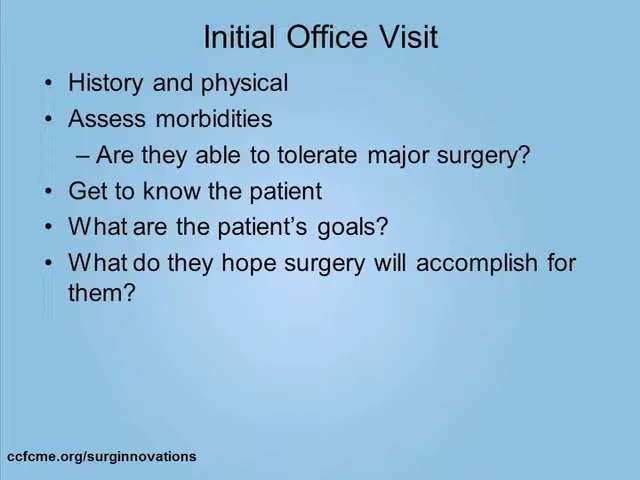 Initial Office Visit
• History and physical
• Assess morbidities
– Are they able to tolerate major surgery?
• Get to know the patient
• What are the patient's goals?
• What do they hope surgery will accomplish for
them?
ccfcme.org/surginnovations